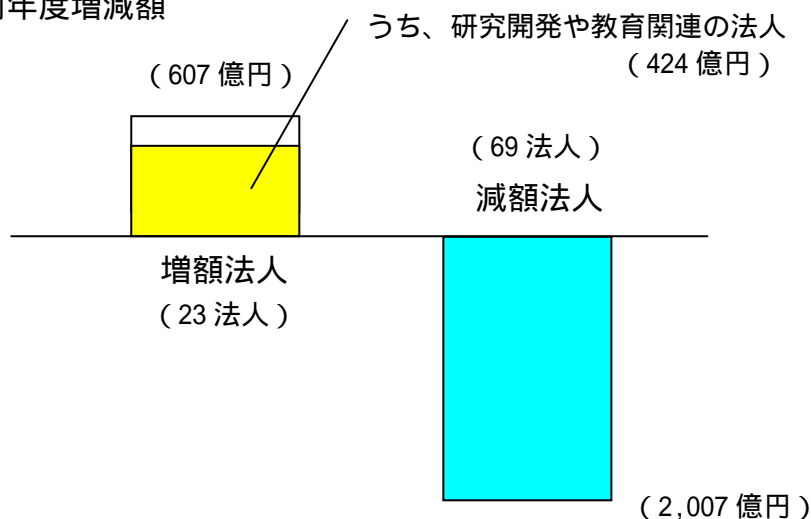 年度増減額
うち、研究開発や教育関連の法人
（424 億円）
（607 億円）
（69 法人）
減額法人
増額法人
（23 法人）
（2,007 億円）